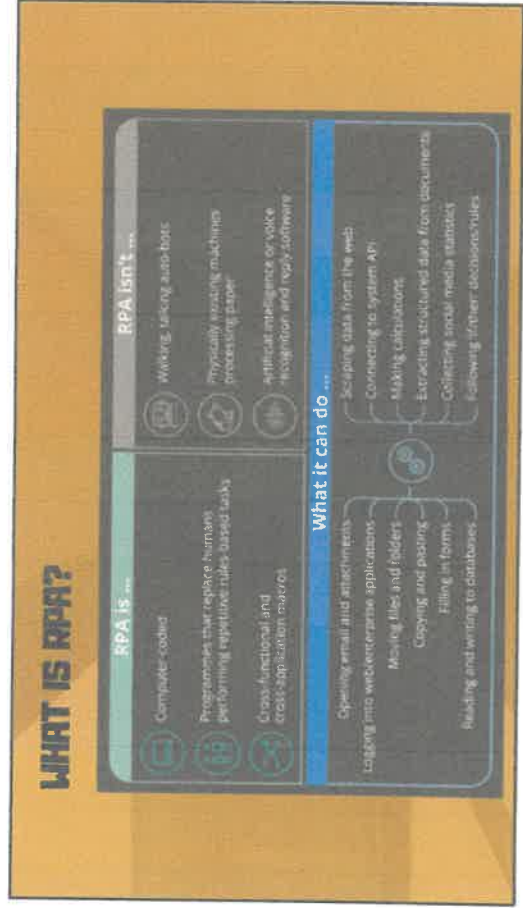 WHAT IS RPA?
RPA is ...
Computer-coded
Programmes that replace humans
performing repetitive rules-based tasks
Cross-functional and
cross-application macros
RPA isn't ...
Walking, talking auto-bots
Physically existing machines
processing paper
Artificial intelligence or voice
recognition and reply software
What it can do ...
Opening email and attachments
Logging into web/enterprise applications
Moving files and folders
Copying and pasting
Filling in forms
Reading and writing to databases
Scraping data from the web
Connecting to system API
Making calculations
Extracting structured data from documents
Collecting social media statistics
Following 'if/then' decisions/rules